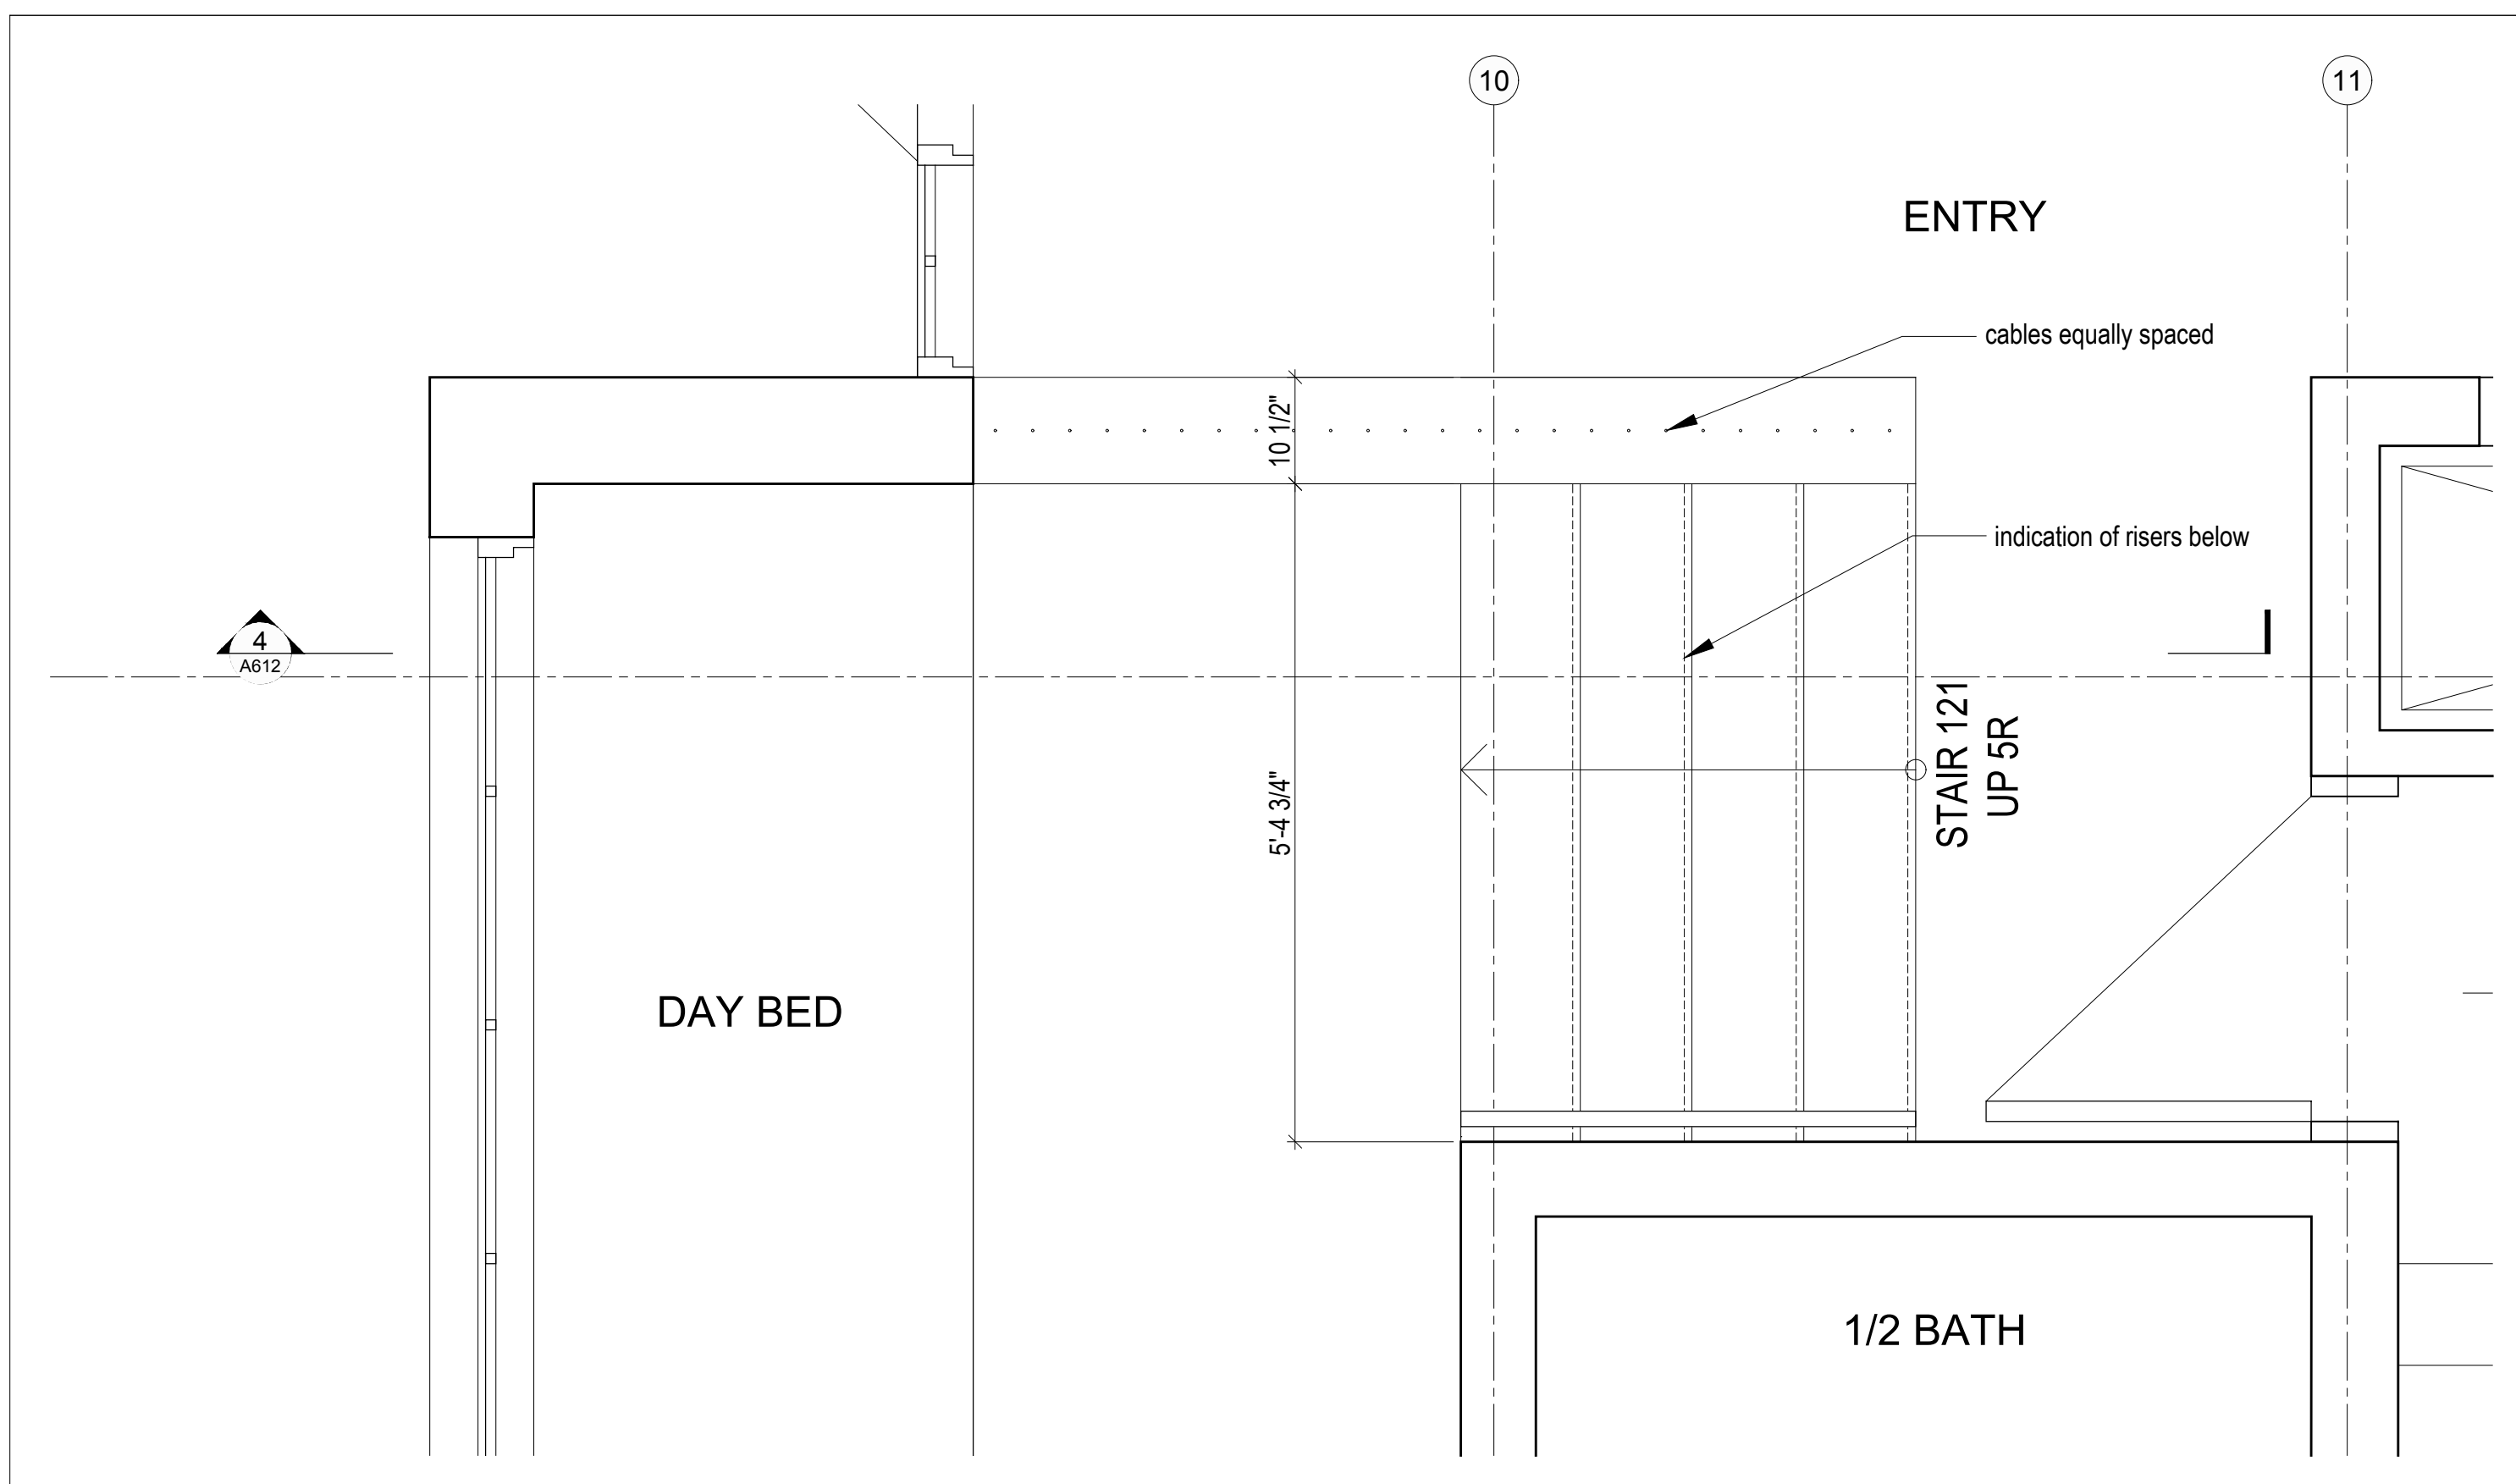 10
11
ENTRY
cables equally spaced
10 1/2"
indication of risers below
4
A612
STAIR 121
UP 5R
5'-4 3/4"
DAY BED
1/2 BATH